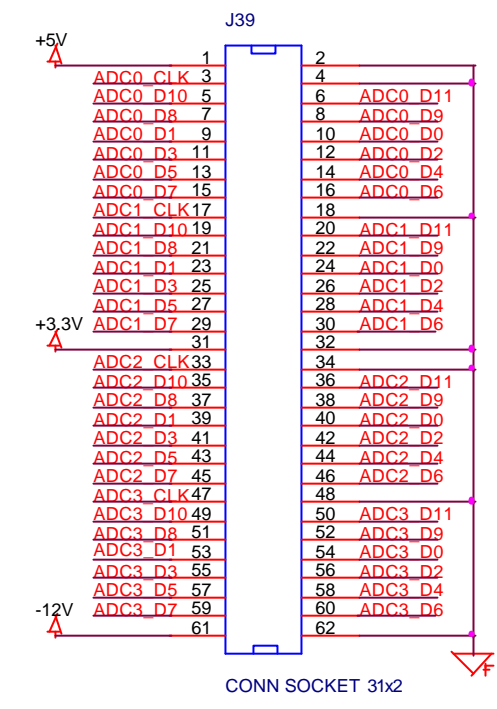 J39
+5V
1 2
ADC0_CLK 3 4
ADC0_D10 5 6 ADC0_D11
ADC0_D8 7 8 ADC0_D9
ADC0_D1 9 10 ADC0_D0
ADC0_D3 11 12 ADC0_D2
ADC0_D5 13 14 ADC0_D4
ADC0_D7 15 16 ADC0_D6
ADC1_CLK 17 18
ADC1_D10 19 20 ADC1_D11
ADC1_D8 21 22 ADC1_D9
ADC1_D1 23 24 ADC1_D0
ADC1_D3 25 26 ADC1_D2
ADC1_D5 27 28 ADC1_D4
+3.3V ADC1_D7 29 30 ADC1_D6
31 32
ADC2_CLK 33 34
ADC2_D10 35 36 ADC2_D11
ADC2_D8 37 38 ADC2_D9
ADC2_D1 39 40 ADC2_D0
ADC2_D3 41 42 ADC2_D2
ADC2_D5 43 44 ADC2_D4
ADC2_D7 45 46 ADC2_D6
ADC3_CLK 47 48
ADC3_D10 49 50 ADC3_D11
ADC3_D8 51 52 ADC3_D9
ADC3_D1 53 54 ADC3_D0
ADC3_D3 55 56 ADC3_D2
ADC3_D5 57 58 ADC3_D4
-12V ADC3_D7 59 60 ADC3_D6
61 62
F
CONN SOCKET 31x2